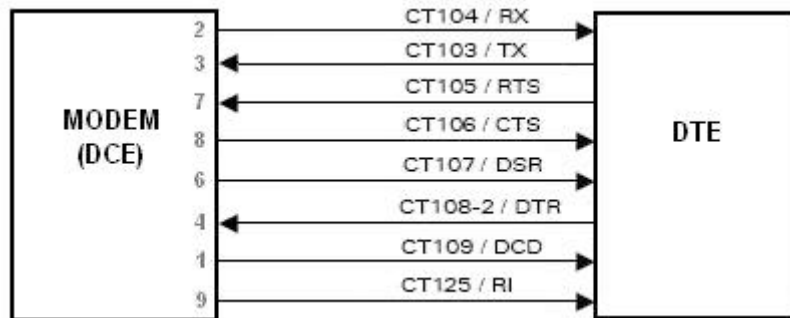 2 CT104 / RX
3 CT103 / TX
7 CT105 / RTS
MODEM
(DCE)
8 CT106 / CTS
DTE
6 CT107 / DSR
4 CT108-2 / DTR
1 CT109 / DCD
9 CT125 / RI